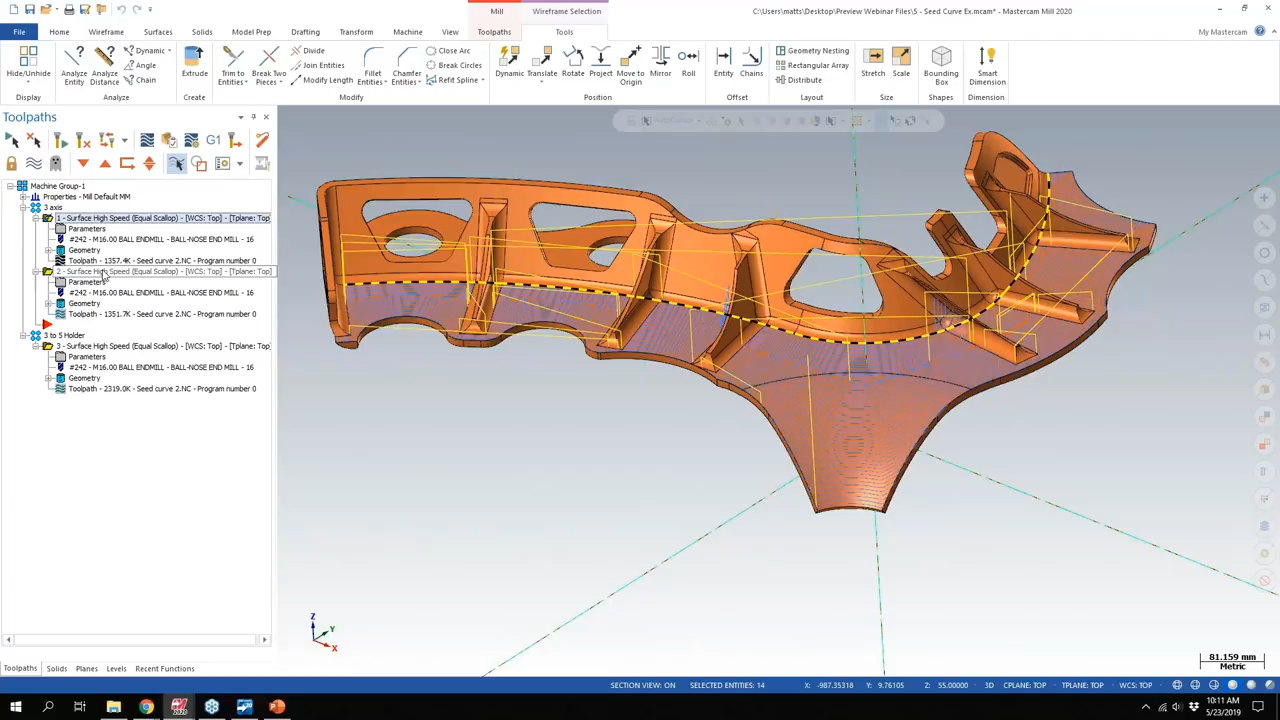 Mill
Wireframe Selection
C:\Users\matts\Desktop\Preview Webinar Files\5 - Seed Curve Ex.mcam* - Mastercam Mill 2020
File
Home
Wireframe
Surfaces
Solids
Model Prep
Drafting
Transform
Machine
View
Toolpaths
Tools
My Mastercam
Hide/Unhide
Analyze Entity
Analyze Distance
Dynamic
Angle
Chain
Extrude
Trim to Entities
Break Two Pieces
Divide
Join Entities
Modify Length
Fillet Entities
Chamfer Entities
Close Arc
Break Circles
Refit Spline
Dynamic
Translate
Rotate
Project
Move to Origin
Mirror
Roll
Entity
Chains
Geometry Nesting
Rectangular Array
Distribute
Stretch
Scale
Bounding Box
Smart Dimension
Display
Analyze
Create
Modify
Position
Offset
Layout
Size
Shapes
Dimension
Toolpaths
G1
Machine Group-1
Properties - Mill Default MM
3 axis
1 - Surface High Speed (Equal Scallop) - [WCS: Top] - [Tplane: Top]
Parameters
#242 - M16.00 BALL ENDMILL - BALL-NOSE END MILL - 16
Geometry
Toolpath - 1357.4K - Seed curve 2.NC - Program number 0
2 - Surface High Speed (Equal Scallop) - [WCS: Top] - [Tplane: Top]
Parameters
#242 - M16.00 BALL ENDMILL - BALL-NOSE END MILL - 16
Geometry
Toolpath - 1351.7K - Seed curve 2.NC - Program number 0
3 to 5 Holder
3 - Surface High Speed (Equal Scallop) - [WCS: Top] - [Tplane: Top
Parameters
#242 - M16.00 BALL ENDMILL - BALL-NOSE END MILL - 16
Geometry
Toolpath - 2319.0K - Seed curve 2.NC - Program number 0
Z
Y
X
81.159 mm
Metric
Toolpaths
Solids
Planes
Levels
Recent Functions
SECTION VIEW: ON
SELECTED ENTITIES: 14
X: -987.35318
Y: 9.76105
Z: 55.00000
3D
CPLANE: TOP
TPLANE: TOP
WCS: TOP
10:11 AM
5/23/2019